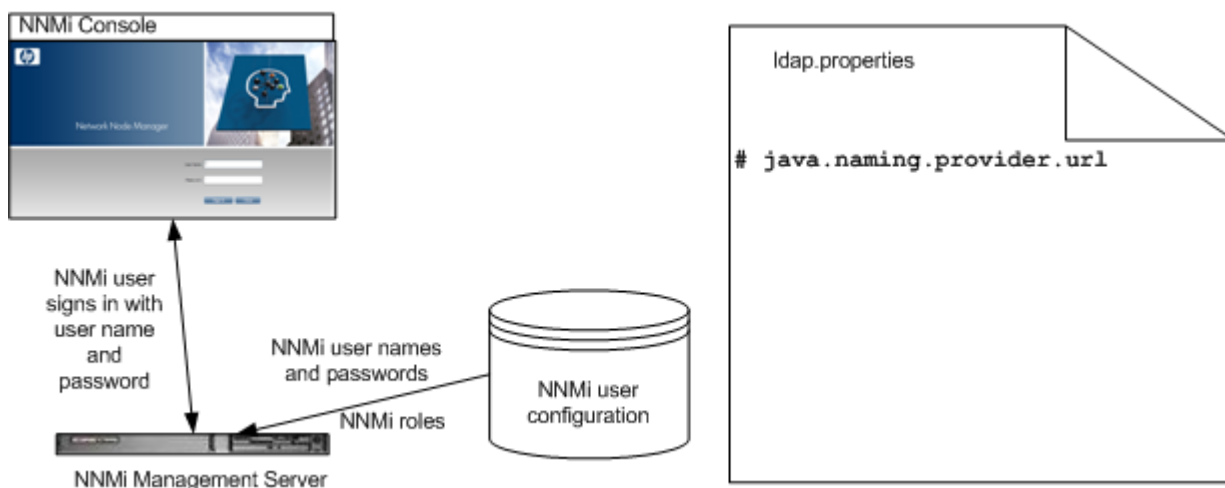 NNMi Console
hp
Network Node Manager
NNMi user
signs in with
user name
and
password
NNMi user names
and passwords
NNMi roles
NNMi user
configuration
NNMi Management Server
ldap.properties
# java.naming.provider.url